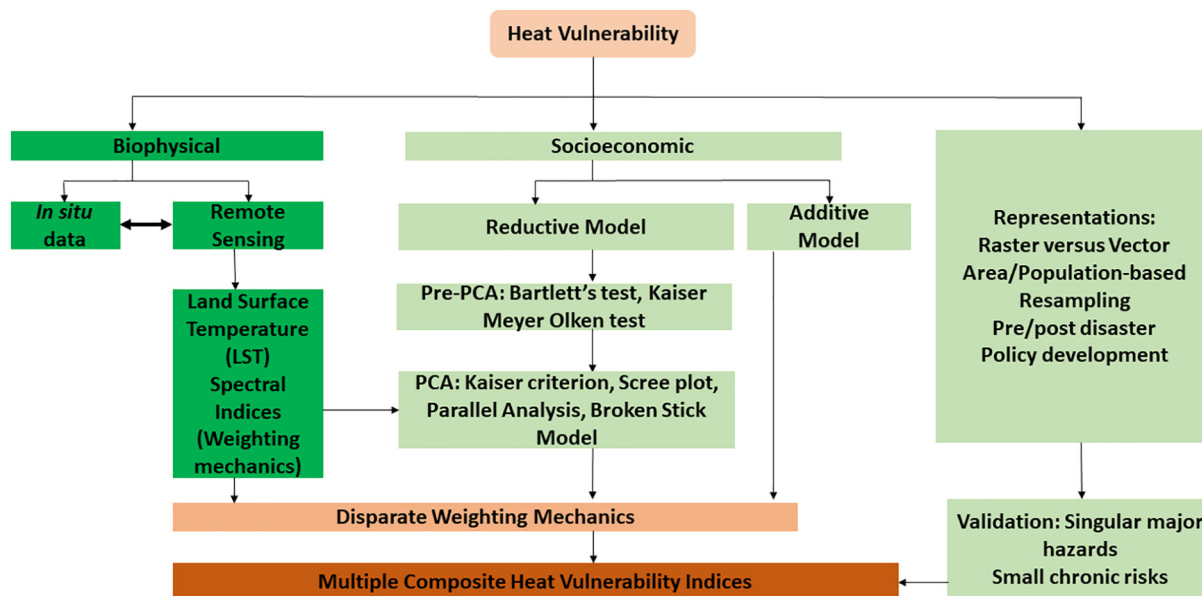 Heat Vulnerability
Biophysical
Socioeconomic
In situ
data
Remote
Sensing
Reductive Model
Additive
Model
Representations:
Raster versus Vector
Area/Population-based
Resampling
Pre/post disaster
Policy development
Land Surface
Temperature
(LST)
Spectral
Indices
(Weighting
mechanics)
Pre-PCA: Bartlett's test, Kaiser
Meyer Olken test
PCA: Kaiser criterion, Scree plot,
Parallel Analysis, Broken Stick
Model
Disparate Weighting Mechanics
Validation: Singular major
hazards
Small chronic risks
Multiple Composite Heat Vulnerability Indices